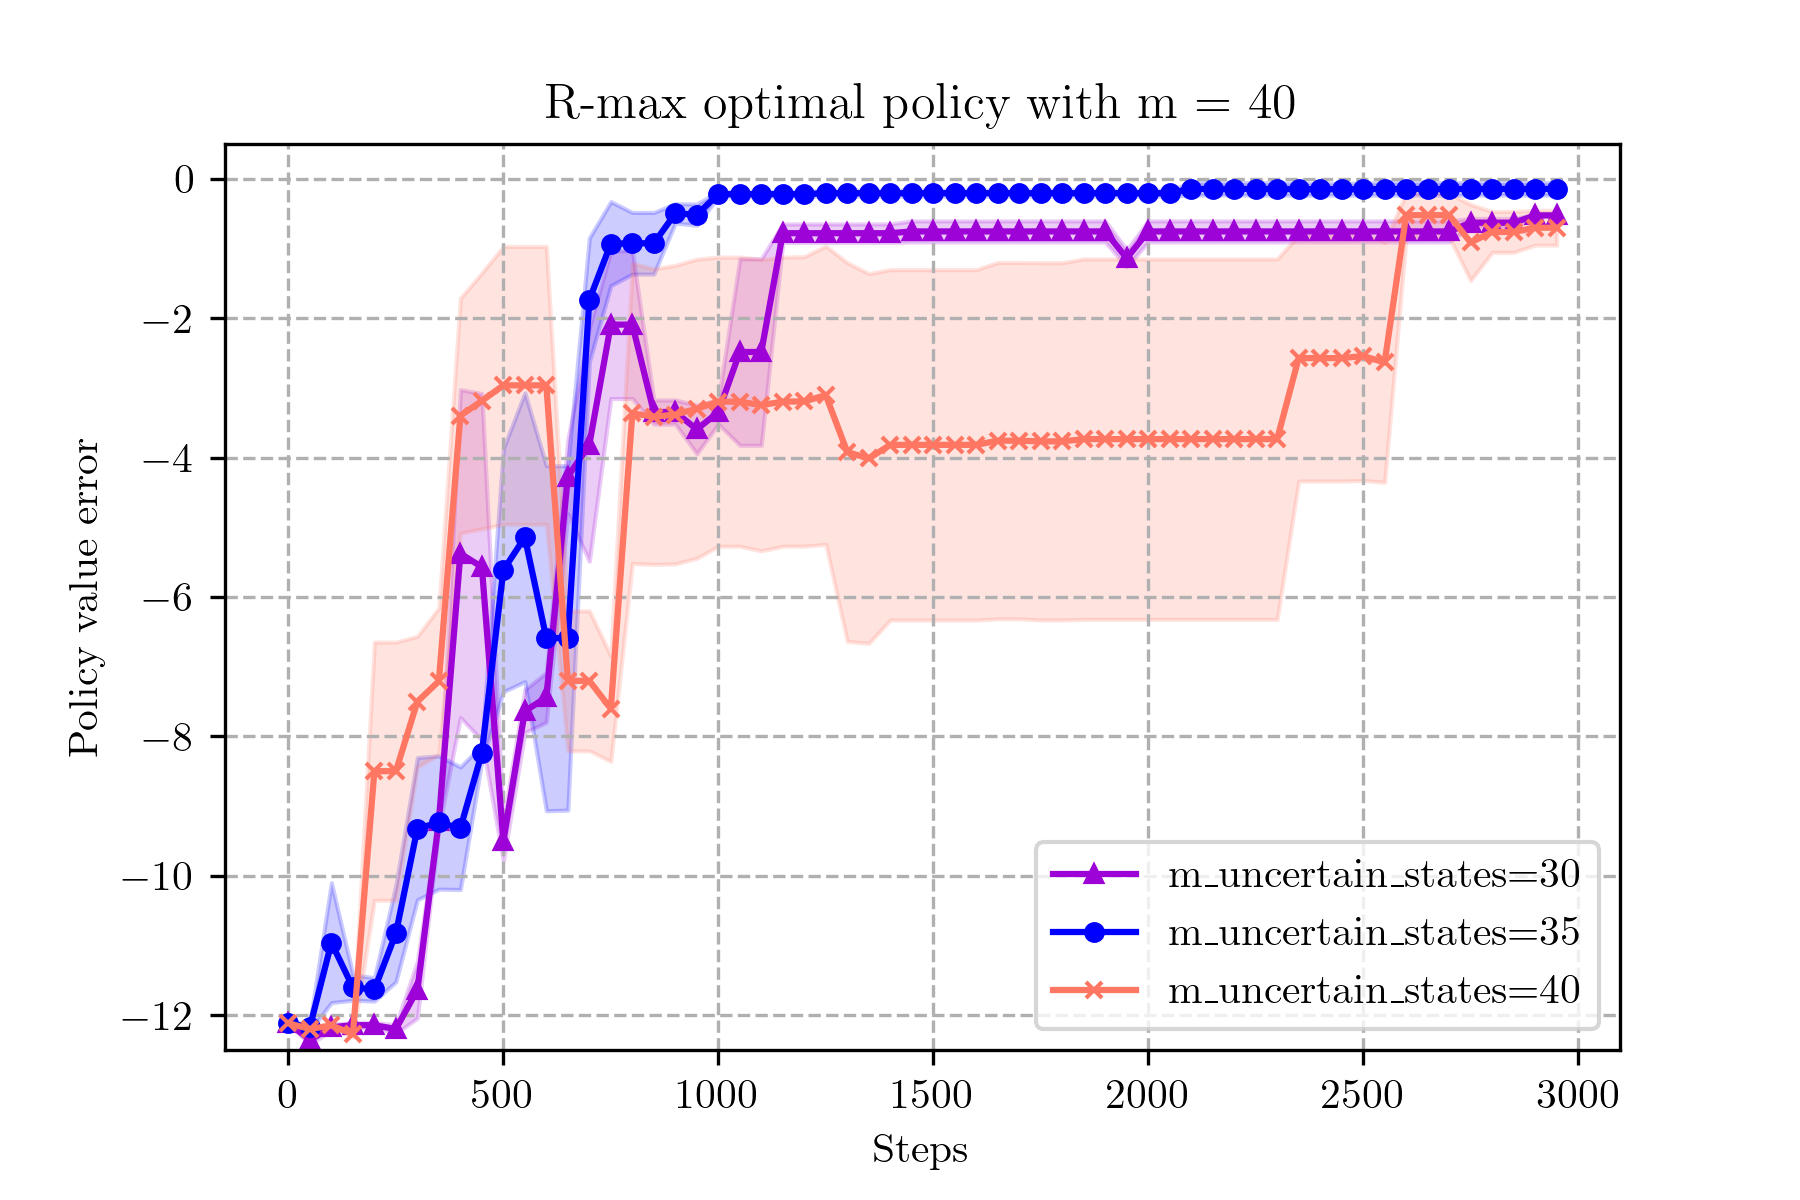 R-max optimal policy with m = 40
Policy value error
0
−2
−4
−6
−8
−10
−12
m_uncertain_states=30
m_uncertain_states=35
m_uncertain_states=40
0 500 1000 1500 2000 2500 3000
Steps